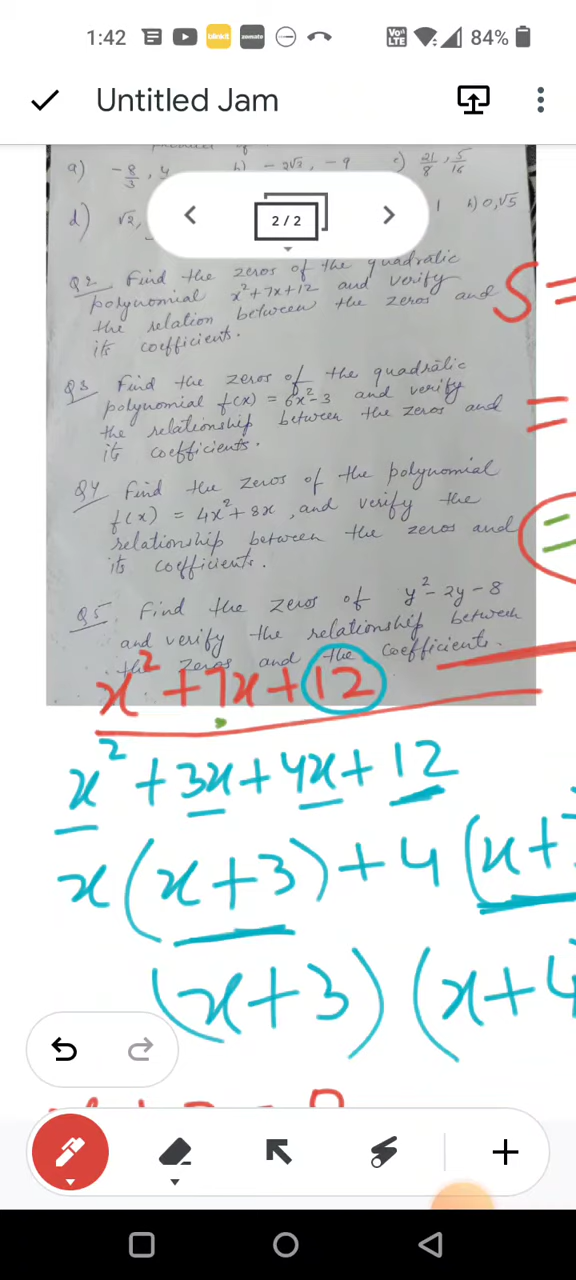 1:42 84%
Untitled Jam
a) -8/3, 4 b) -2√2, -9 c) 21/8, 5/16
d) √2, 1 h) 0, √5
2 / 2
Q2 Find the zeros of the quadratic
polynomial x²+7x+12 and verify
the relation between the zeros and
its coefficients.
S =
Q3 Find the zeros of the quadratic
polynomial f(x) = 6x²-3 and verify
the relationship between the zeros and
its coefficients.
=
Q4 Find the zeros of the polynomial
f(x) = 4x²+8x, and verify the
relationship between the zeros and
its coefficients.
=
Q5. Find the zeros of y²-2y-8
and verify the relationship between
the zeros and the coefficients.
x²+7x+12
x²+3x+4x+12
x(x+3)+4(x+
(x+3)(x+4